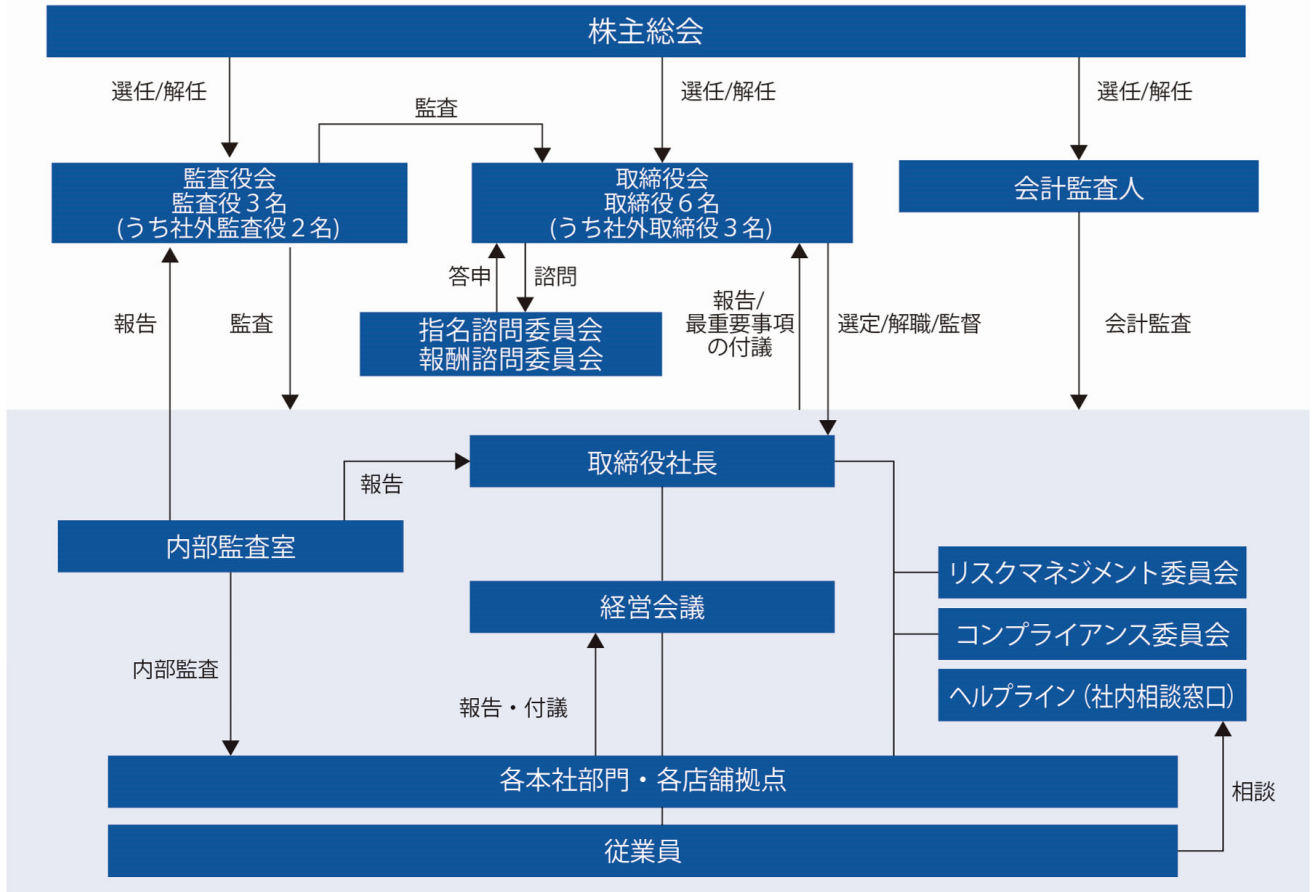 株主総会
選任/解任
選任/解任
選任/解任
監査
監査役会
監査役３名
(うち社外監査役２名)
取締役会
取締役６名
(うち社外取締役３名)
会計監査人
答申
諮問
報告
監査
指名諮問委員会
報酬諮問委員会
報告/
最重要事項
の付議
選定/解職/監督
会計監査
取締役社長
報告
内部監査室
リスクマネジメント委員会
経営会議
コンプライアンス委員会
内部監査
ヘルプライン（社内相談窓口）
報告・付議
各本社部門・各店舗拠点
相談
従業員